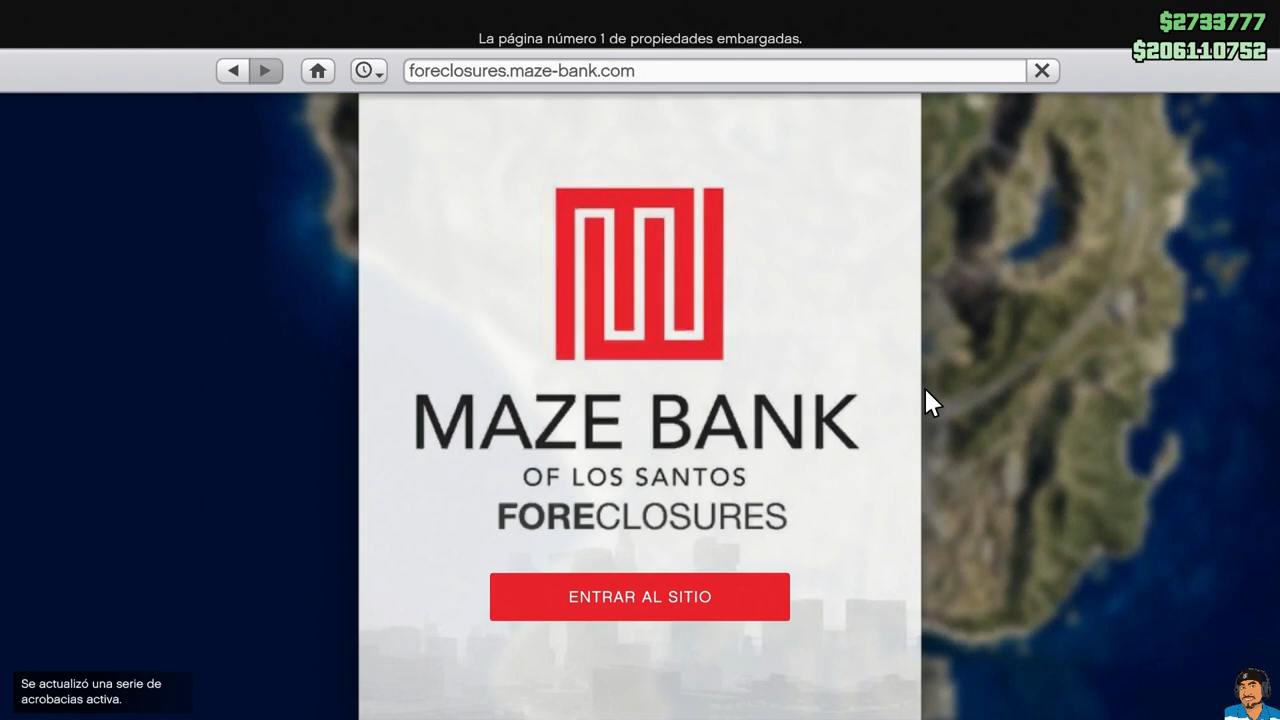 $2733777
La página número 1 de propiedades embargadas.
$206110752
foreclosures.maze-bank.com
MAZE BANK
OF LOS SANTOS
FORECLOSURES
ENTRAR AL SITIO
Se actualizó una serie de
acrobacias activa.